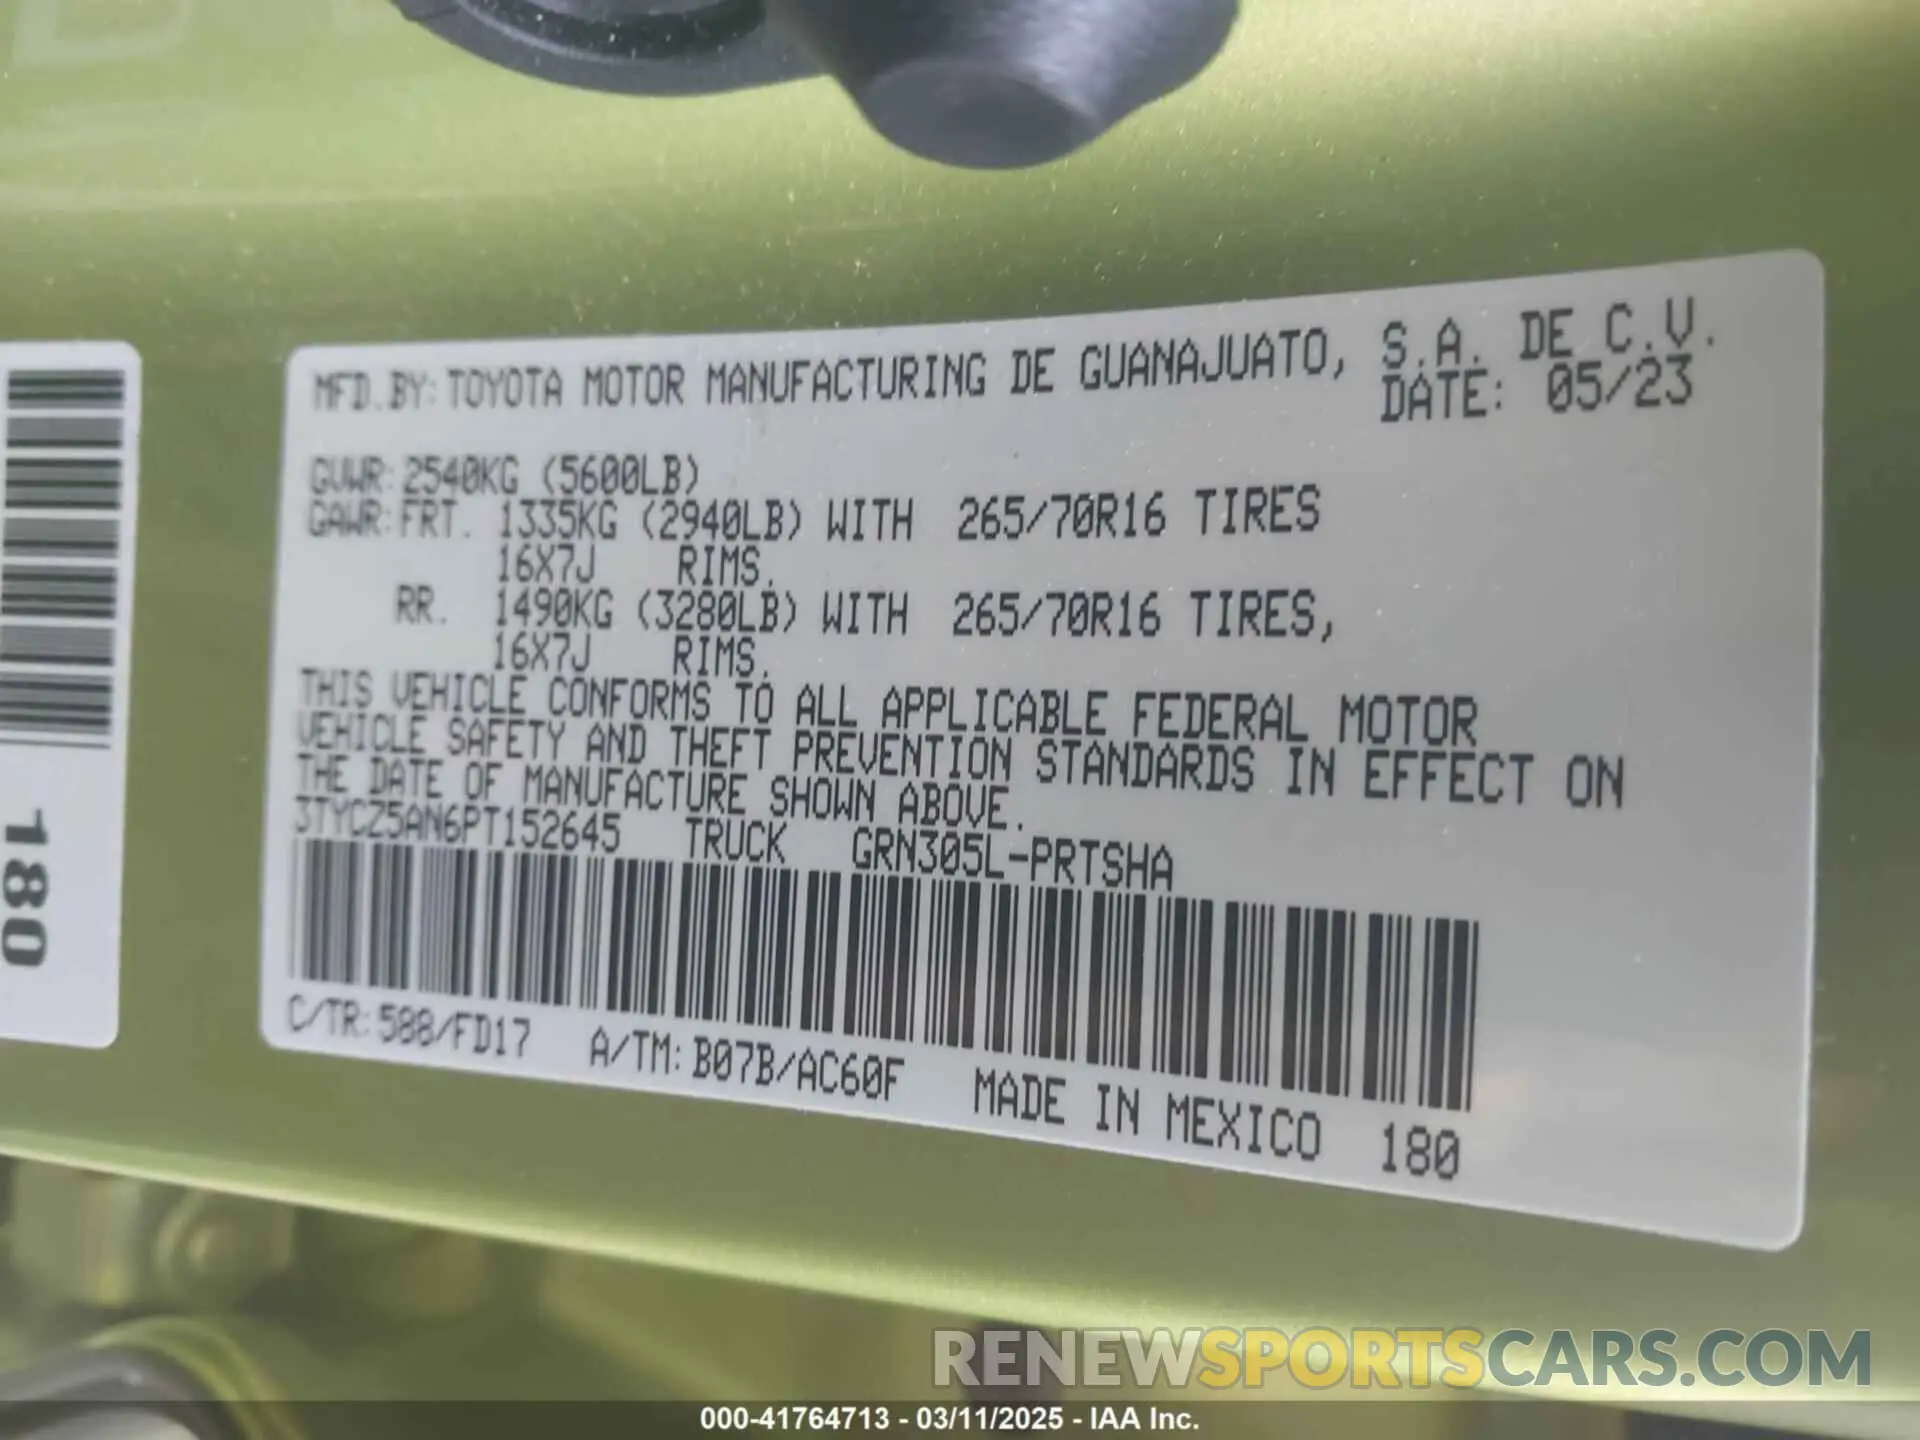 MFD.BY:TOYOTA MOTOR MANUFACTURING DE GUANAJUATO, S.A. DE C.V.
DATE: 05/23
GVWR:2540KG (5600LB)
GAWR:FRT. 1335KG (2940LB) WITH 265/70R16 TIRES
16X7J RIMS.
RR. 1490KG (3280LB) WITH 265/70R16 TIRES,
16X7J RIMS.
THIS VEHICLE CONFORMS TO ALL APPLICABLE FEDERAL MOTOR
VEHICLE SAFETY AND THEFT PREVENTION STANDARDS IN EFFECT ON
THE DATE OF MANUFACTURE SHOWN ABOVE.
3TYCZ5AN6PT152645 TRUCK GRN305L-PRTSHA
C/TR:588/FD17 A/TM:B07B/AC60F MADE IN MEXICO 180
180
RENEWSPORTSCARS.COM
000-41764713 - 03/11/2025 - IAA Inc.